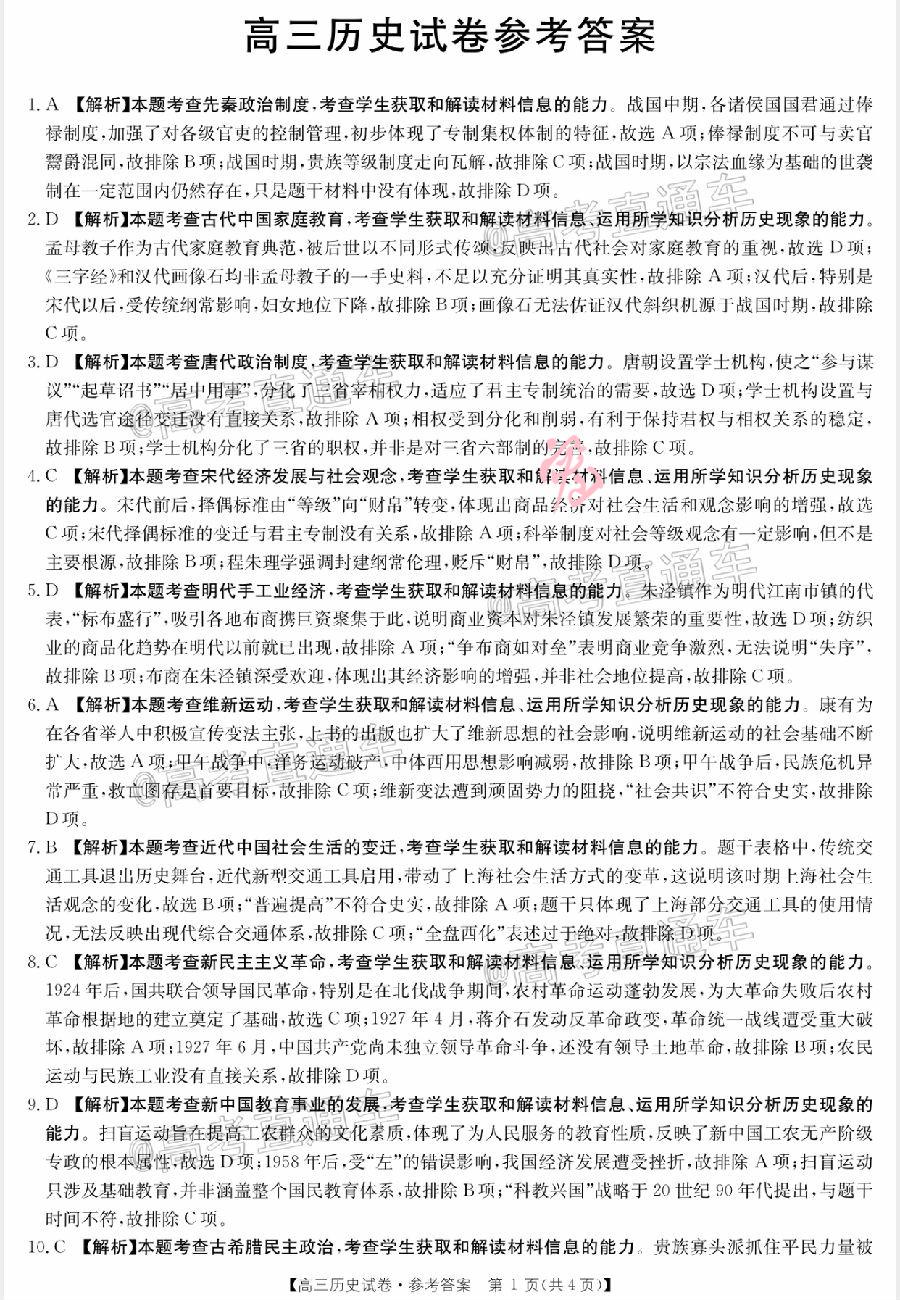 高三历史试卷参考答案
1. A 【解析】本题考查先秦政治制度,考查学生获取和解读材料信息的能力。战国中期,各诸侯国国君通过俸
禄制度,加强了对各级官吏的控制管理,初步体现了专制集权体制的特征,故选 A 项;俸禄制度不可与卖官
鬻爵混同,故排除 B 项;战国时期,贵族等级制度走向瓦解,故排除 C 项;战国时期,以宗法血缘为基础的世袭
制在一定范围内仍然存在,只是题干材料中没有体现,故排除 D 项。
2. D 【解析】本题考查古代中国家庭教育,考查学生获取和解读材料信息、运用所学知识分析历史现象的能力。
孟母教子作为古代家庭教育典范,被后世以不同形式传颂,反映出古代社会对家庭教育的重视,故选 D 项;
《三字经》和汉代画像石均非孟母教子的一手史料,不足以充分证明其真实性,故排除 A 项;汉代后,特别是
宋代以后,受传统纲常影响,妇女地位下降,故排除 B 项;画像石无法佐证汉代斜织机源于战国时期,故排除
C 项。
3. D 【解析】本题考查唐代政治制度,考查学生获取和解读材料信息的能力。唐朝设置学士机构,使之“参与谋
议”“起草诏书”“居中用事”,分化了三省宰相权力,适应了君主专制统治的需要,故选 D 项;学士机构设置与
唐代选官途径变迁没有直接关系,故排除 A 项;相权受到分化和削弱,有利于保持君权与相权关系的稳定,
故排除 B 项;学士机构分化了三省的职权,并非是对三省六部制的完善,故排除 C 项。
4. C 【解析】本题考查宋代经济发展与社会观念,考查学生获取和解读材料信息、运用所学知识分析历史现象
的能力。宋代前后,择偶标准由“等级”向“财帛”转变,体现出商品经济对社会生活和观念影响的增强,故选
C 项;宋代择偶标准的变迁与君主专制没有关系,故排除 A 项;科举制度对社会等级观念有一定影响,但不是
主要根源,故排除 B 项;程朱理学强调封建纲常伦理,贬斥“财帛”,故排除 D 项。
5. D 【解析】本题考查明代手工业经济,考查学生获取和解读材料信息的能力。朱泾镇作为明代江南市镇的代
表,“标布盛行”,吸引各地布商携巨资聚集于此,说明商业资本对朱泾镇发展繁荣的重要性,故选 D 项;纺织
业的商品化趋势在明代以前就已出现,故排除 A 项;“争布商如对垒”表明商业竞争激烈,无法说明“失序”,
故排除 B 项;布商在朱泾镇深受欢迎,体现出其经济影响的增强,并非社会地位提高,故排除 C 项。
6. A 【解析】本题考查维新运动,考查学生获取和解读材料信息、运用所学知识分析历史现象的能力。康有为
在各省举人中积极宣传变法主张,上书的出版也扩大了维新思想的社会影响,说明维新运动的社会基础不断
扩大,故选 A 项;甲午战争中,洋务运动破产,中体西用思想影响减弱,故排除 B 项;甲午战争后,民族危机异
常严重,救亡图存是首要目标,故排除 C 项;维新变法遭到顽固势力的阻挠,“社会共识”不符合史实,故排除
D 项。
7. B 【解析】本题考查近代中国社会生活的变迁,考查学生获取和解读材料信息的能力。题干表格中,传统交
通工具退出历史舞台,近代新型交通工具启用,带动了上海社会生活方式的变革,这说明该时期上海社会生
活观念的变化,故选 B 项;“普遍提高”不符合史实,故排除 A 项;题干只体现了上海部分交通工具的使用情
况,无法反映出现代综合交通体系,故排除 C 项;“全盘西化”表述过于绝对,故排除 D 项。
8. C 【解析】本题考查新民主主义革命,考查学生获取和解读材料信息、运用所学知识分析历史现象的能力。
1924 年后,国共联合领导国民革命,特别是在北伐战争期间,农村革命运动蓬勃发展,为大革命失败后农村
革命根据地的建立奠定了基础,故选 C 项;1927 年 4 月,蒋介石发动反革命政变,革命统一战线遭受重大破
坏,故排除 A 项;1927 年 6 月,中国共产党尚未独立领导革命斗争,还没有领导土地革命,故排除 B 项;农民
运动与民族工业没有直接关系,故排除 D 项。
9. D 【解析】本题考查新中国教育事业的发展,考查学生获取和解读材料信息、运用所学知识分析历史现象的
能力。扫盲运动旨在提高工农群众的文化素质,体现了为人民服务的教育性质,反映了新中国工农无产阶级
专政的根本属性,故选 D 项;1958 年后,受“左”的错误影响,我国经济发展遭受挫折,故排除 A 项;扫盲运动
只涉及基础教育,并非涵盖整个国民教育体系,故排除 B 项;“科教兴国”战略于 20 世纪 90 年代提出,与题干
时间不符,故排除 C 项。
10. C 【解析】本题考查古希腊民主政治,考查学生获取和解读材料信息的能力。贵族寡头派抓住平民力量被
【高三历史试卷·参考答案 第 1 页(共 4 页)】
@高考直通车
@高考直通车
@高考直通车
@高考直通车
@高考直通车
@高考直通车